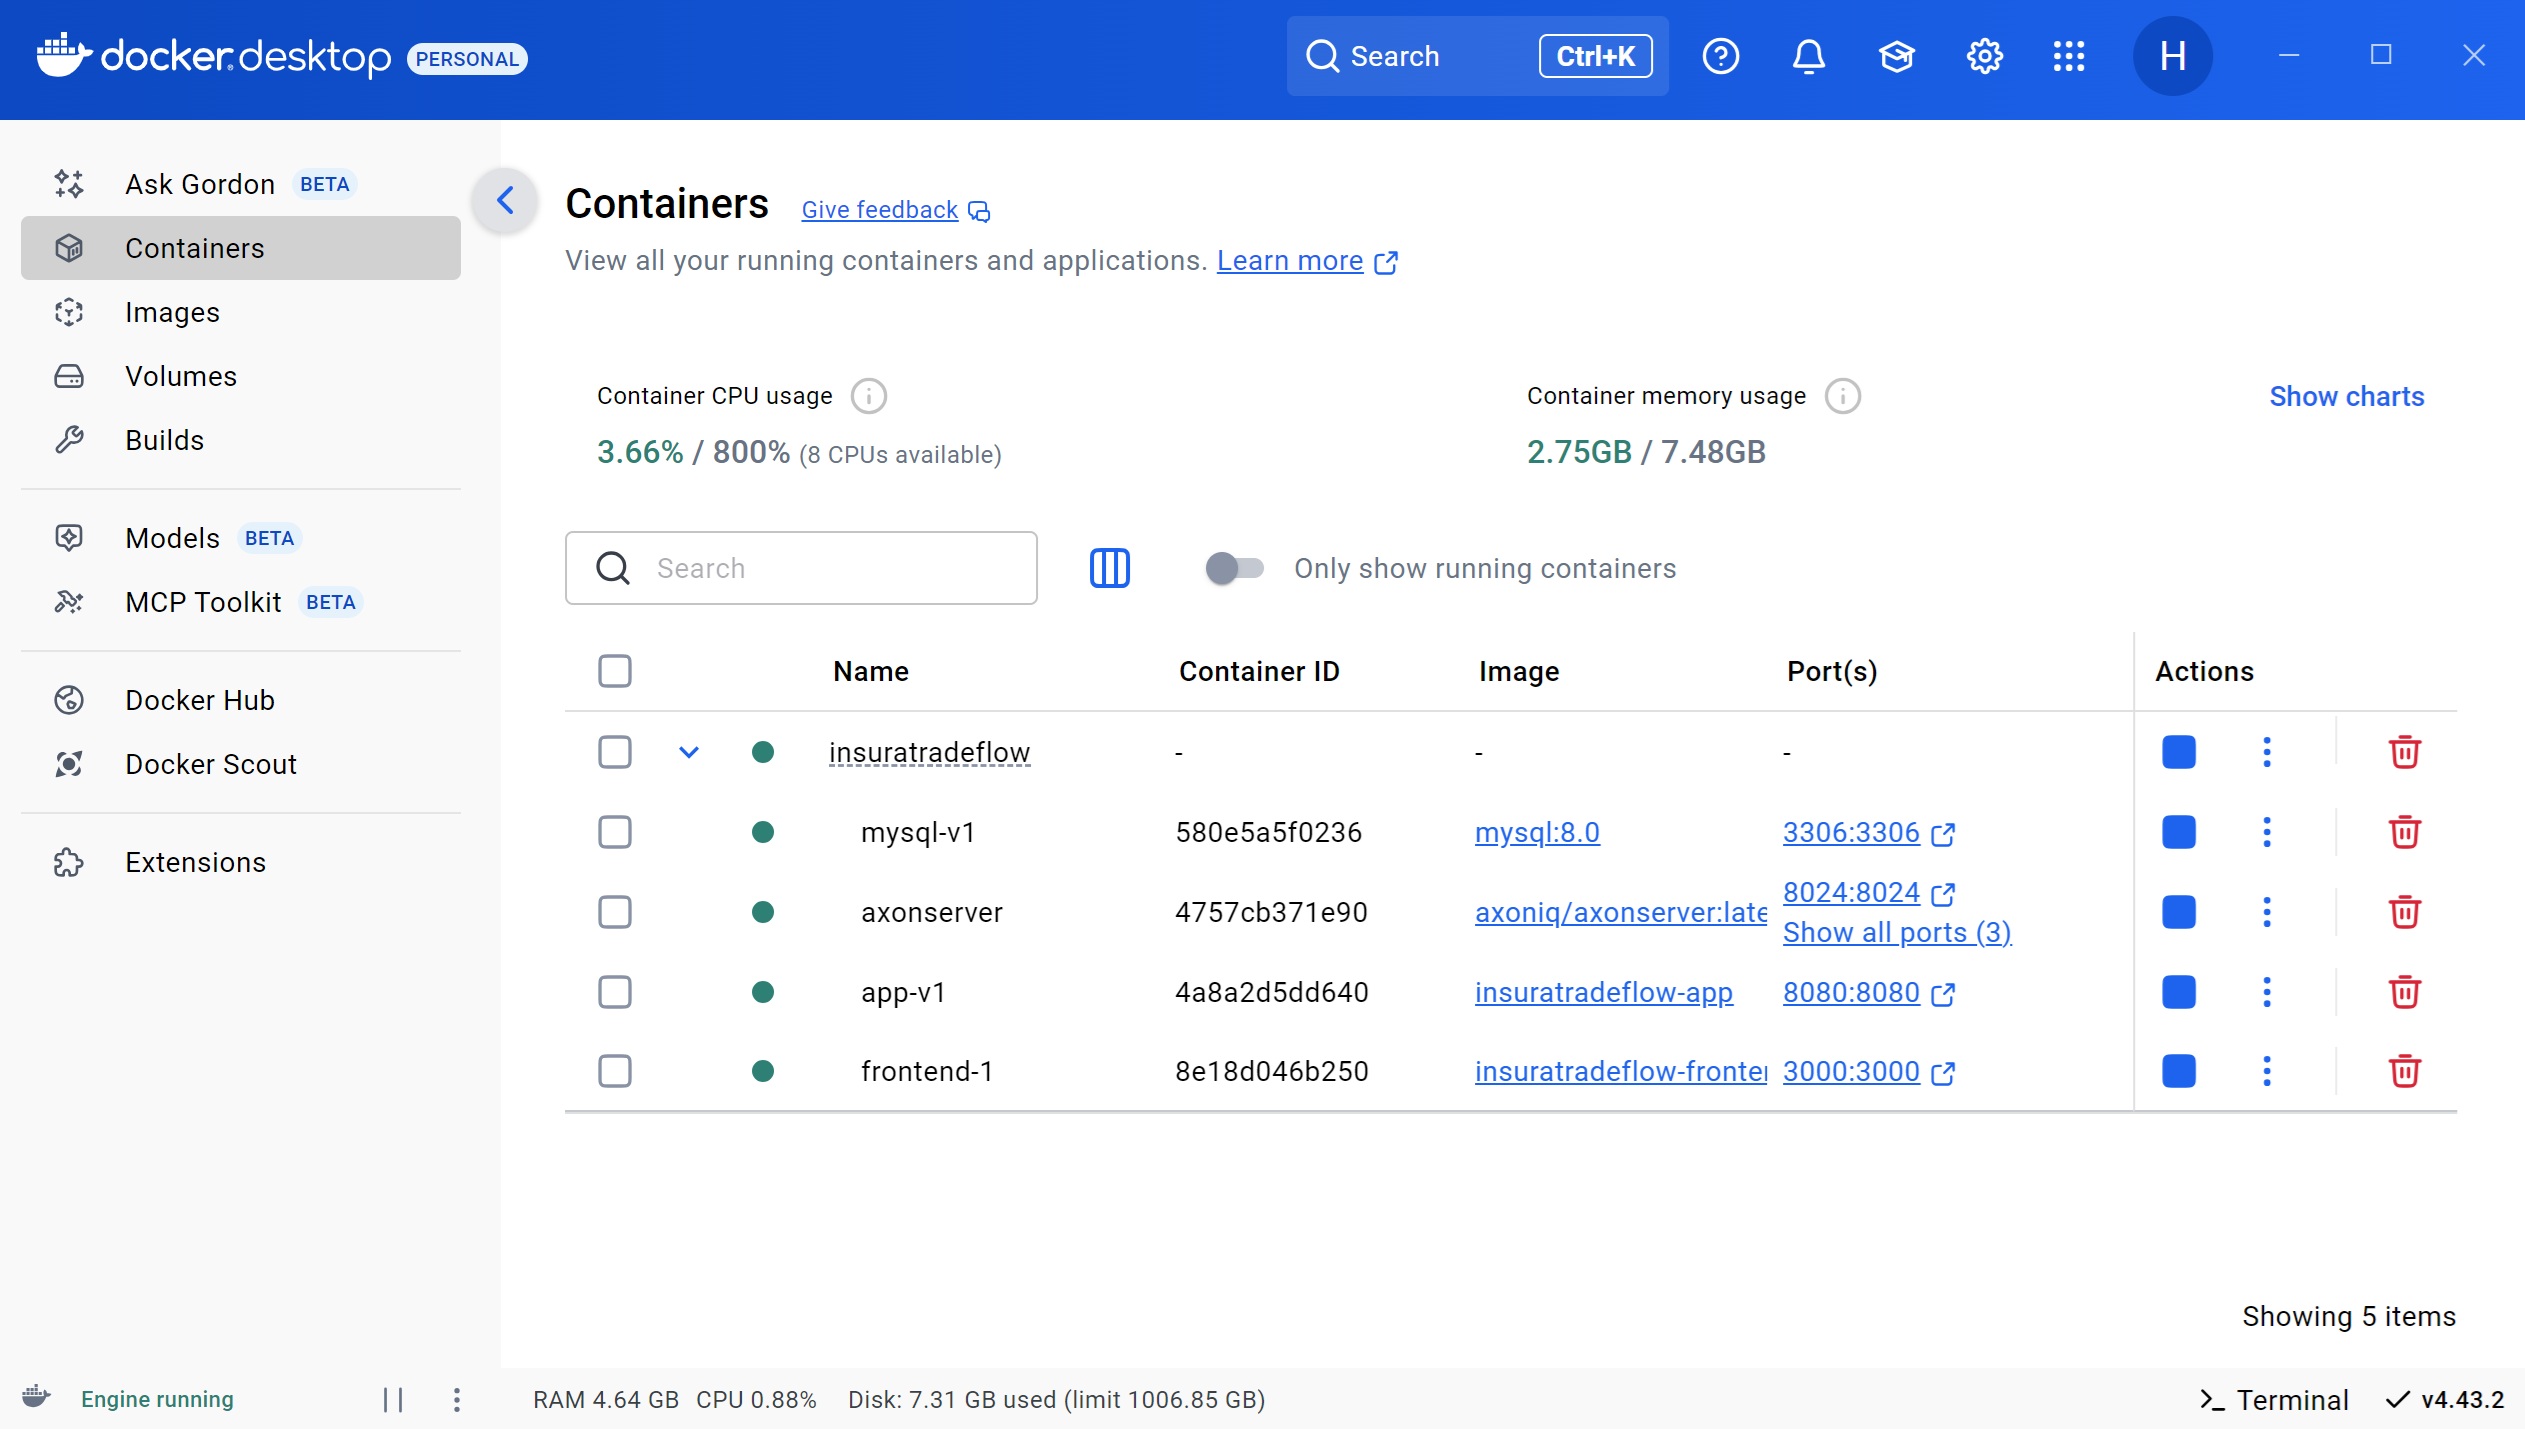 docker desktop PERSONAL
Search Ctrl+K
H
Ask Gordon BETA
Containers
Images
Volumes
Builds
Models BETA
MCP Toolkit BETA
Docker Hub
Docker Scout
Extensions
Containers Give feedback
View all your running containers and applications. Learn more
Container CPU usage
3.66% / 800% (8 CPUs available)
Container memory usage
2.75GB / 7.48GB
Show charts
Search
Only show running containers
Name Container ID Image Port(s) Actions
insuratradeflow - - -
mysql-v1 580e5a5f0236 mysql:8.0 3306:3306
axonserver 4757cb371e90 axoniq/axonserver:late 8024:8024
Show all ports (3)
app-v1 4a8a2d5dd640 insuratradeflow-app 8080:8080
frontend-1 8e18d046b250 insuratradeflow-fronte 3000:3000
Showing 5 items
Engine running
RAM 4.64 GB CPU 0.88% Disk: 7.31 GB used (limit 1006.85 GB)
Terminal
v4.43.2